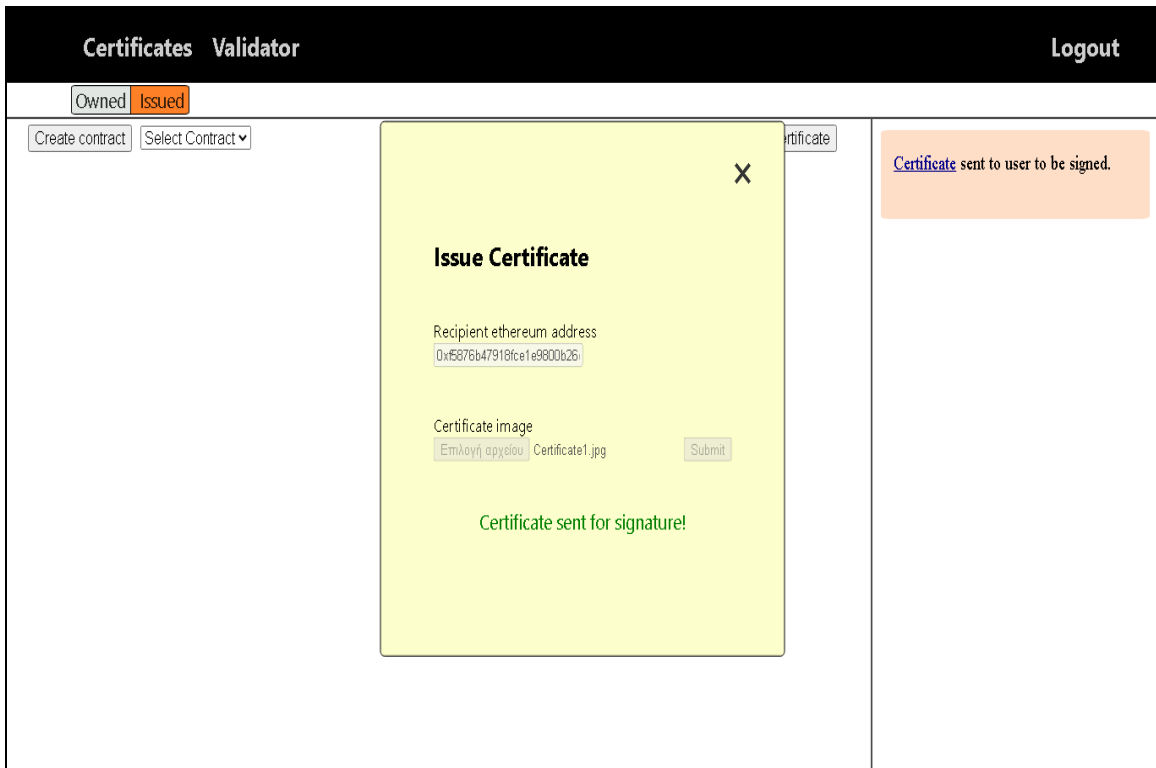 Certificates Validator Logout
Owned Issued
Create contract Select Contract rtificate
Certificate sent to user to be signed.
X
Issue Certificate
Recipient ethereum address
0xf5876b47918fce1e9800b26
Certificate image
Επιλογή αρχείου Certificate1.jpg Submit
Certificate sent for signature!